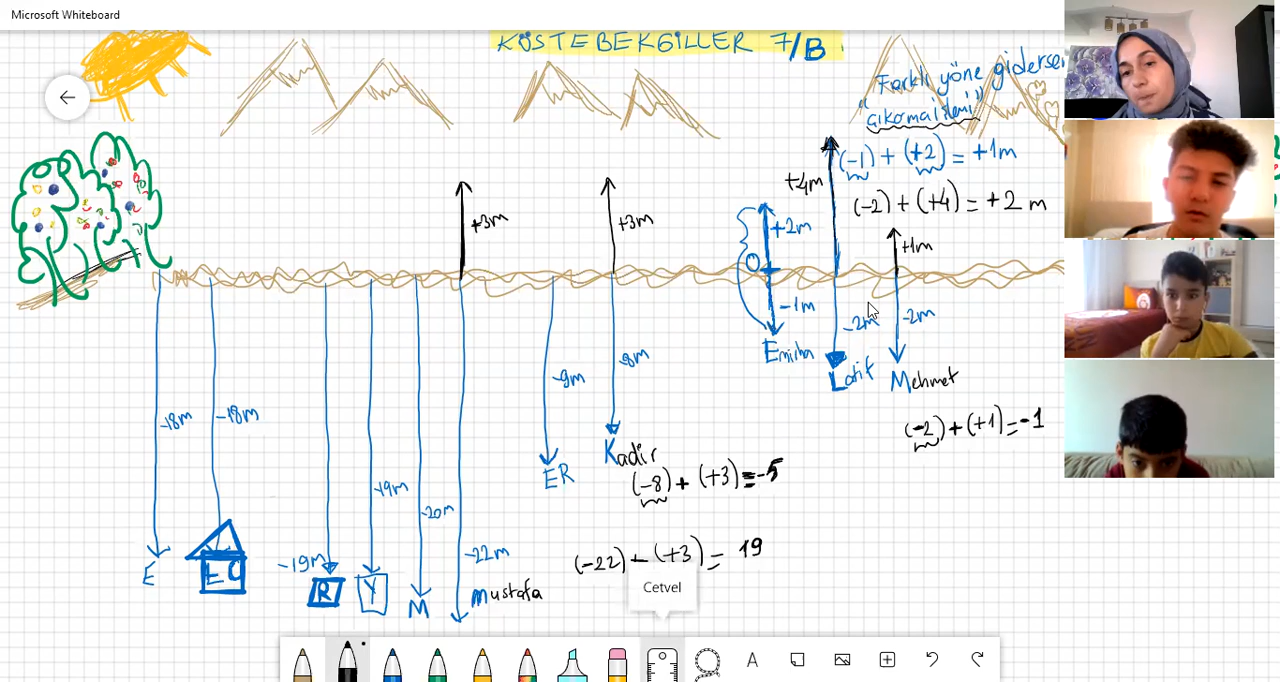 Microsoft Whiteboard
KÖSTEBEKGİLLER 7/B
Farklı yöne giderse
"çıkarma işlemi"
(-1) + (+2) = +1m
+4m
(-2) + (+4) = +2 m
+3m
+3m
+2m
+1m
0
-1m
-2m
-2m
Emirha
Latif
Mehmet
-18m
-18m
-9m
-8m
(-2)+(+1)=-1
Kadir
ER
(-8) + (+3)=-5
-19m
-20m
-22m
(-22) + (+3) = 19
-19m
E
EC
R
Y
M
mustafa
Cetvel
A